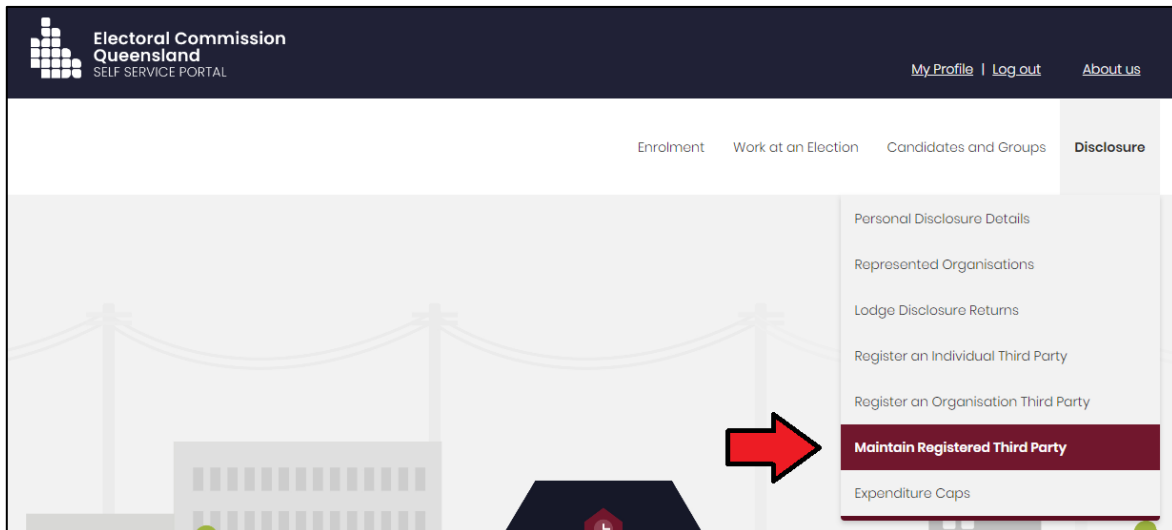 Electoral Commission
Queensland
SELF SERVICE PORTAL
My Profile | Log out About us
Enrolment Work at an Election Candidates and Groups Disclosure
Personal Disclosure Details
Represented Organisations
Lodge Disclosure Returns
Register an Individual Third Party
Register an Organisation Third Party
Maintain Registered Third Party
Expenditure Caps